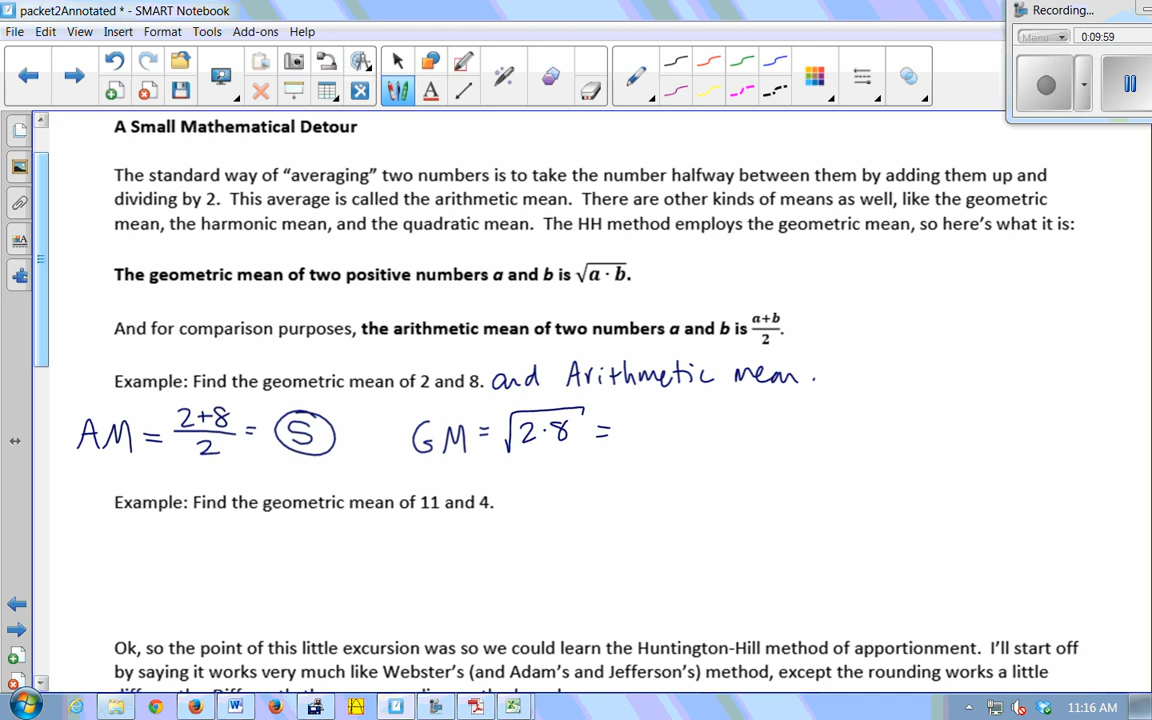 packet2Annotated * - SMART Notebook
Recording...
File Edit View Insert Format Tools Add-ons Help
Menu 0:09:59
A Small Mathematical Detour
The standard way of “averaging” two numbers is to take the number halfway between them by adding them up and
dividing by 2. This average is called the arithmetic mean. There are other kinds of means as well, like the geometric
mean, the harmonic mean, and the quadratic mean. The HH method employs the geometric mean, so here’s what it is:
The geometric mean of two positive numbers a and b is √(a · b).
And for comparison purposes, the arithmetic mean of two numbers a and b is (a+b)/2.
Example: Find the geometric mean of 2 and 8. and Arithmetic mean.
AM = (2+8)/2 = 5 GM = √(2·8) =
Example: Find the geometric mean of 11 and 4.
Ok, so the point of this little excursion was so we could learn the Huntington-Hill method of apportionment. I’ll start off
by saying it works very much like Webster’s (and Adam’s and Jefferson’s) method, except the rounding works a little
11:16 AM